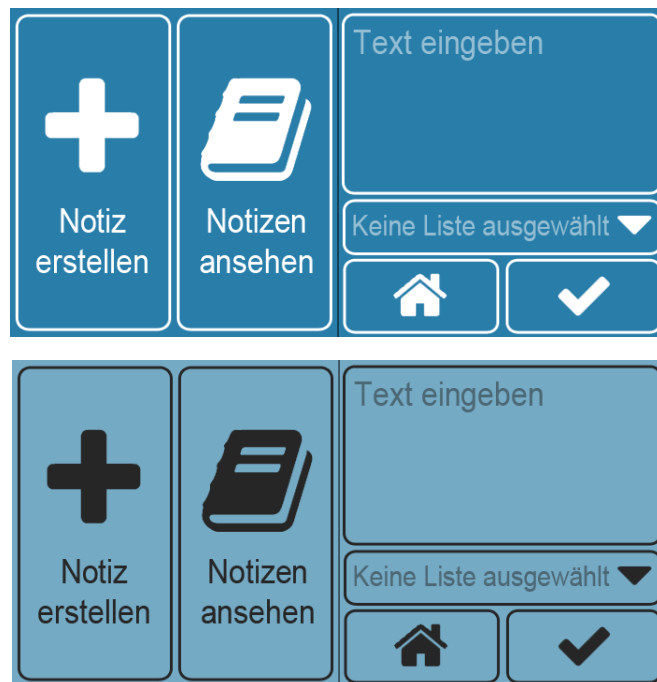 Notiz
erstellen
Notizen
ansehen
Text eingeben
Keine Liste ausgewählt
Notiz
erstellen
Notizen
ansehen
Text eingeben
Keine Liste ausgewählt